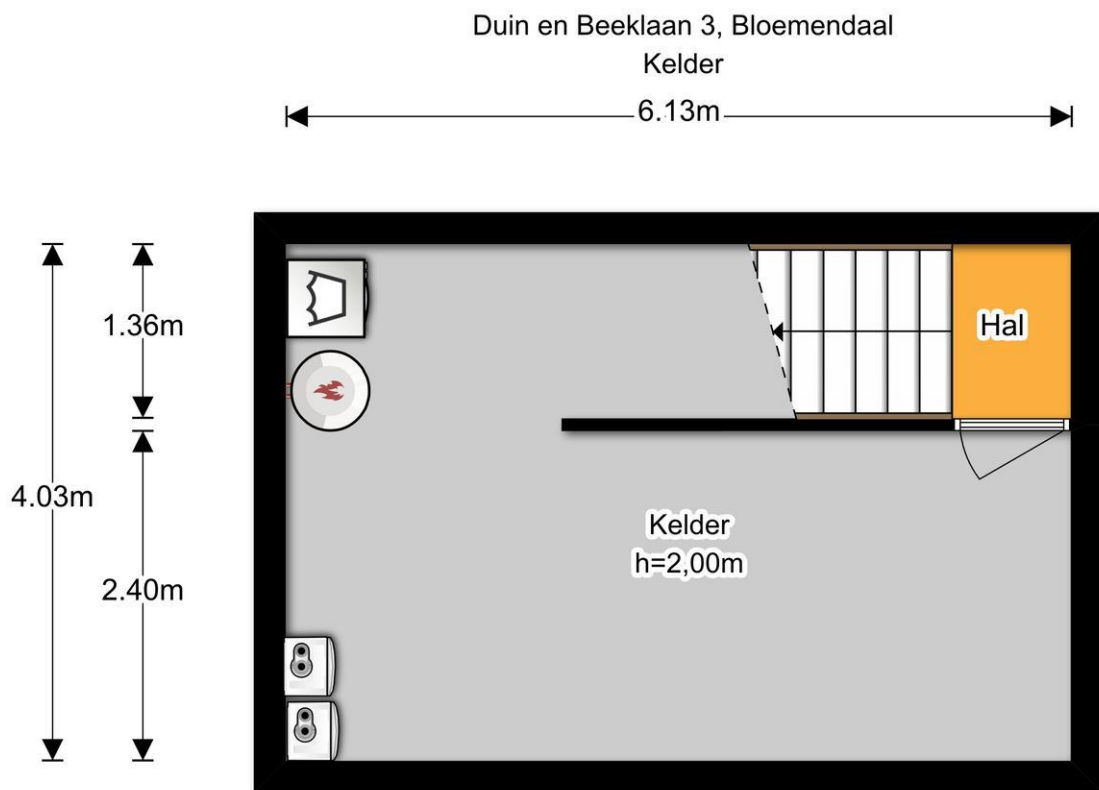 Duin en Beeklaan 3, Bloemendaal
Kelder
6.13m
1.36m
Hal
4.03m
Kelder
h=2,00m
2.40m